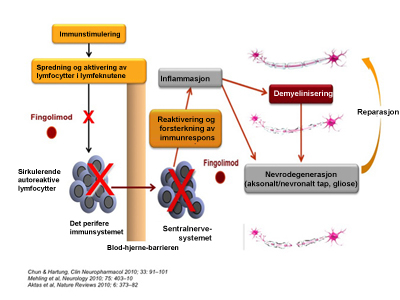 Immunstimulering
Spredning og aktivering av
lymfocytter i lymfeknutene
Fingolimod
Sirkulerende
autoreaktive
lymfocytter
Det perifere
immunsystemet
Blod-hjerne-barrieren
Inflammasjon
Reaktivering og
forsterkning av
immunrespons
Fingolimod
Sentralnerve-
systemet
Demyelinisering
Nevrodegenerasjon
(aksonalt/nevronalt tap, gliose)
Reparasjon
Chun & Hartung. Clin Neuropharmacol 2010; 33: 91–101
Mehling et al, Neurology 2010; 75: 403–10
Aktas et al, Nature Reviews 2010; 6: 373–82